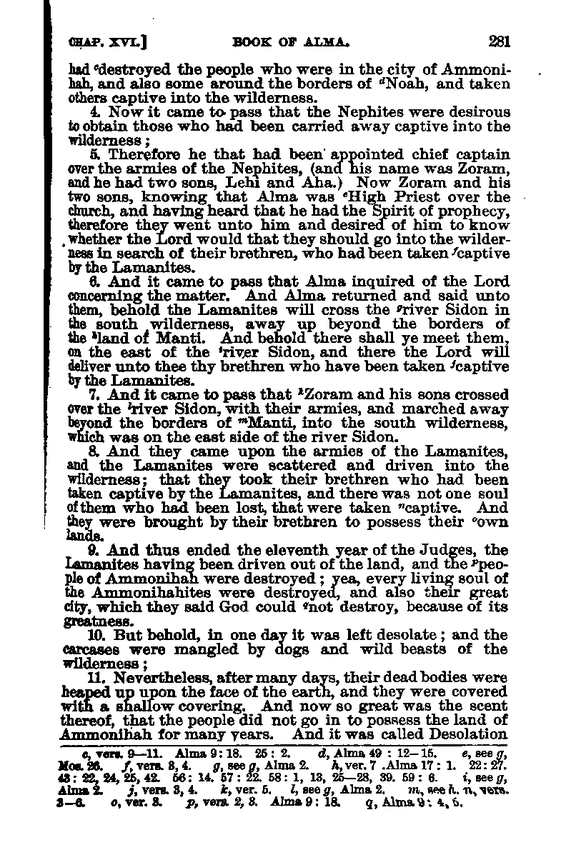 CHAP. XVI.] BOOK OF ALMA. 281
had ᶜdestroyed the people who were in the city of Ammoni-
hah, and also some around the borders of ᵈNoah, and taken
others captive into the wilderness.
4. Now it came to pass that the Nephites were desirous
to obtain those who had been carried away captive into the
wilderness;
5. Therefore he that had been appointed chief captain
over the armies of the Nephites, (and his name was Zoram,
and he had two sons, Lehi and Aha.) Now Zoram and his
two sons, knowing that Alma was ᵉHigh Priest over the
church, and having heard that he had the Spirit of prophecy,
therefore they went unto him and desired of him to know
whether the Lord would that they should go into the wilder-
ness in search of their brethren, who had been taken ᶠcaptive
by the Lamanites.
6. And it came to pass that Alma inquired of the Lord
concerning the matter. And Alma returned and said unto
them, behold the Lamanites will cross the ᵍriver Sidon in
the south wilderness, away up beyond the borders of
the ʰland of Manti. And behold there shall ye meet them,
on the east of the ⁱriver Sidon, and there the Lord will
deliver unto thee thy brethren who have been taken ʲcaptive
by the Lamanites.
7. And it came to pass that ᵏZoram and his sons crossed
over the ˡriver Sidon, with their armies, and marched away
beyond the borders of ᵐManti, into the south wilderness,
which was on the east side of the river Sidon.
8. And they came upon the armies of the Lamanites,
and the Lamanites were scattered and driven into the
wilderness; that they took their brethren who had been
taken captive by the Lamanites, and there was not one soul
of them who had been lost, that were taken ⁿcaptive. And
they were brought by their brethren to possess their ᵒown
lands.
9. And thus ended the eleventh year of the Judges, the
Lamanites having been driven out of the land, and the ᵖpeo-
ple of Ammonihah were destroyed; yea, every living soul of
the Ammonihahites were destroyed, and also their great
city, which they said God could qnot destroy, because of its
greatness.
10. But behold, in one day it was left desolate; and the
carcases were mangled by dogs and wild beasts of the
wilderness;
11. Nevertheless, after many days, their dead bodies were
heaped up upon the face of the earth, and they were covered
with a shallow covering. And now so great was the scent
thereof, that the people did not go in to possess the land of
Ammonihah for many years. And it was called Desolation
c, vers. 9—11. Alma 9: 18. 25: 2. d, Alma 49: 12—15. e, see g,
Mos. 26. f, vers. 3, 4. g, see g, Alma 2. h, ver. 7. Alma 17: 1. 22: 27.
43: 22, 24, 25, 42. 56: 14. 57: 22. 58: 1, 13, 25—28, 39. 59: 6. i, see g,
Alma 2. j, vers. 3, 4. k, ver. 5. l, see g, Alma 2. m, see h. n, vers.
3—6. o, ver. 3. p, vers. 2, 3. Alma 9: 18. q, Alma 9: 4, 5.